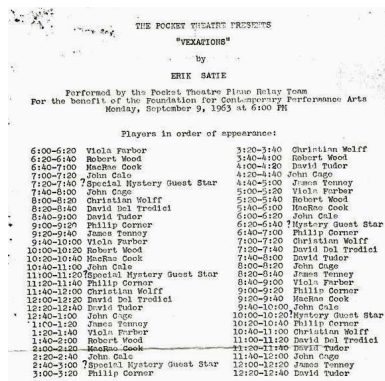 THE POCKET THEATRE PRESENTS
"VEXATIONS"
by
ERIK SATIE
Performed by the Pocket Theatre Piano Relay Team
For the benefit of the Foundation for Contemporary Performance Arts
Monday, September 9, 1963 at 6:00 PM
Players in order of appearance:
6:00-6:20 Viola Farber
6:20-6:40 Robert Wood
6:40-7:00 MacRae Cook
7:00-7:20 John Cale
7:20-7:40 ?Special Mystery Guest Star
7:40-8:00 John Cage
8:00-8:20 Christian Wolff
8:20-8:40 David Del Tredici
8:40-9:00 David Tudor
9:00-9:20 Philip Corner
9:20-9:40 James Tenney
9:40-10:00 Viola Farber
10:00-10:20 Robert Wood
10:20-10:40 MacRae Cook
10:40-11:00 John Cale
11:00-11:20 ?Special Mystery Guest Star
11:20-11:40 Philip Corner
11:40-12:00 Christian Wolff
12:00-12:20 David Del Tredici
12:20-12:40 David Tudor
12:40-1:00 John Cage
1:00-1:20 James Tenney
1:20-1:40 Viola Farber
1:40-2:00 Robert Wood
2:00-2:20 MacRae Cook
2:20-2:40 John Cale
2:40-3:00 ?Special Mystery Guest Star
3:00-3:20 Philip Corner
3:20-3:40 Christian Wolff
3:40-4:00 Robert Wood
4:00-4:20 David Tudor
4:20-4:40 John Cage
4:40-5:00 James Tenney
5:00-5:20 Viola Farber
5:20-5:40 Robert Wood
5:40-6:00 MacRae Cook
6:00-6:20 John Cale
6:20-6:40 ?Mystery Guest Star
6:40-7:00 Philip Corner
7:00-7:20 Christian Wolff
7:20-7:40 David Del Tredici
7:40-8:00 David Tudor
8:00-8:20 John Cage
8:20-8:40 James Tenney
8:40-9:00 Viola Farber
9:00-9:20 Philip Corner
9:20-9:40 MacRae Cook
9:40-10:00 John Cale
10:00-10:20 ?Mystery Guest Star
10:20-10:40 Philip Corner
10:40-11:00 Christian Wolff
11:00-11:20 David Del Tredici
11:20-11:40 David Tudor
11:40-12:00 John Cage
12:00-12:20 James Tenney
12:20-12:40 David Tudor